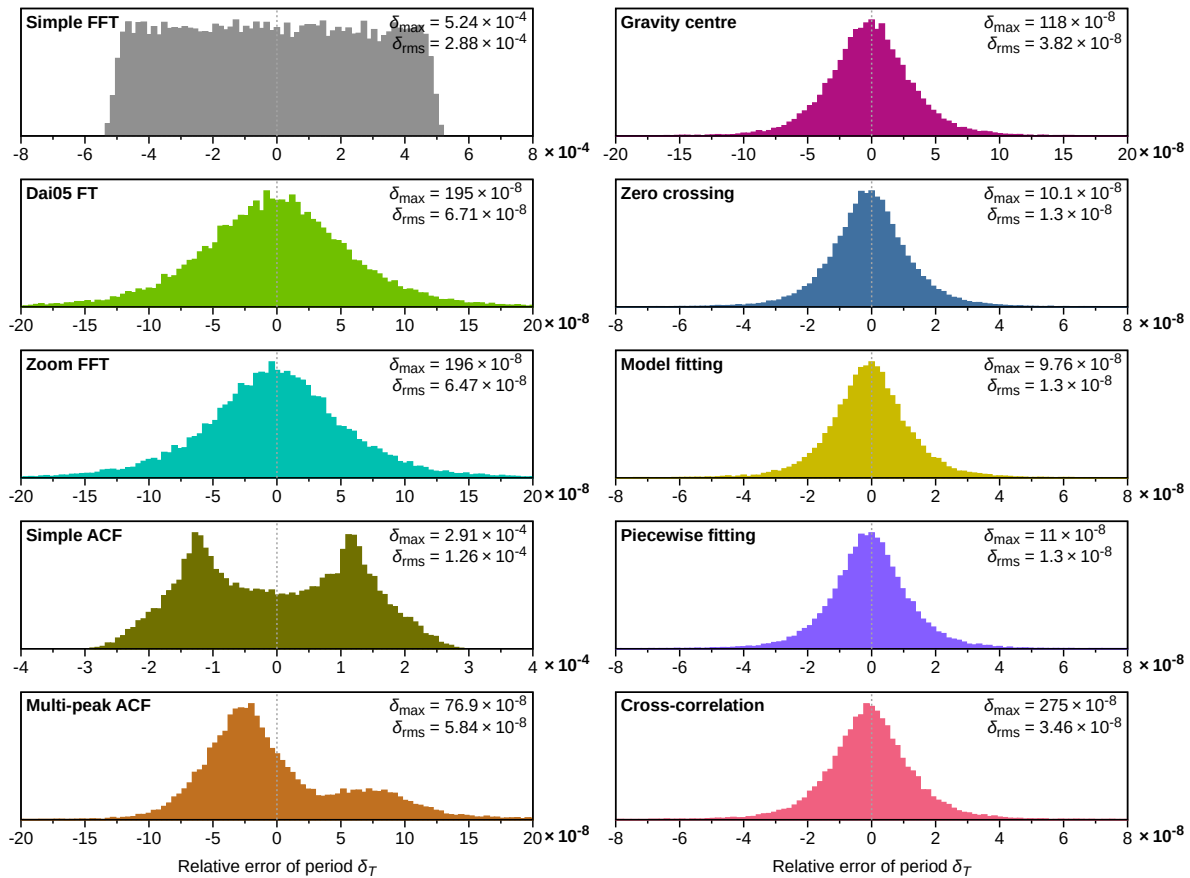 Simple FFT
δmax = 5.24 × 10⁻⁴
δrms = 2.88 × 10⁻⁴
-8 -6 -4 -2 0 2 4 6 8 × 10⁻⁴
Gravity centre
δmax = 118 × 10⁻⁸
δrms = 3.82 × 10⁻⁸
-20 -15 -10 -5 0 5 10 15 20 × 10⁻⁸
Dai05 FT
δmax = 195 × 10⁻⁸
δrms = 6.71 × 10⁻⁸
-20 -15 -10 -5 0 5 10 15 20 × 10⁻⁸
Zero crossing
δmax = 10.1 × 10⁻⁸
δrms = 1.3 × 10⁻⁸
-8 -6 -4 -2 0 2 4 6 8 × 10⁻⁸
Zoom FFT
δmax = 196 × 10⁻⁸
δrms = 6.47 × 10⁻⁸
-20 -15 -10 -5 0 5 10 15 20 × 10⁻⁸
Model fitting
δmax = 9.76 × 10⁻⁸
δrms = 1.3 × 10⁻⁸
-8 -6 -4 -2 0 2 4 6 8 × 10⁻⁸
Simple ACF
δmax = 2.91 × 10⁻⁴
δrms = 1.26 × 10⁻⁴
-4 -3 -2 -1 0 1 2 3 4 × 10⁻⁴
Piecewise fitting
δmax = 11 × 10⁻⁸
δrms = 1.3 × 10⁻⁸
-8 -6 -4 -2 0 2 4 6 8 × 10⁻⁸
Multi-peak ACF
δmax = 76.9 × 10⁻⁸
δrms = 5.84 × 10⁻⁸
-20 -15 -10 -5 0 5 10 15 20 × 10⁻⁸
Relative error of period δT
Cross-correlation
δmax = 275 × 10⁻⁸
δrms = 3.46 × 10⁻⁸
-8 -6 -4 -2 0 2 4 6 8 × 10⁻⁸
Relative error of period δT